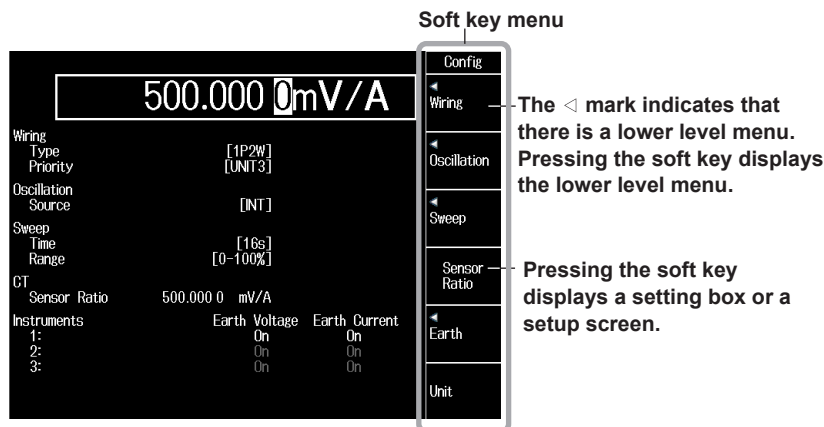 Soft key menu
Config
500.000 0mV/A
Wiring
Type [1P2W]
Priority [UNIT3]
Oscillation
Source [INT]
Sweep
Time [16s]
Range [0-100%]
CT
Sensor Ratio 500.000 0 mV/A
Instruments Earth Voltage Earth Current
1: On On
2: On On
3: On On
Wiring
Oscillation
Sweep
Sensor
Ratio
Earth
Unit
The ◁ mark indicates that
there is a lower level menu.
Pressing the soft key displays
the lower level menu.
Pressing the soft key
displays a setting box or a
setup screen.